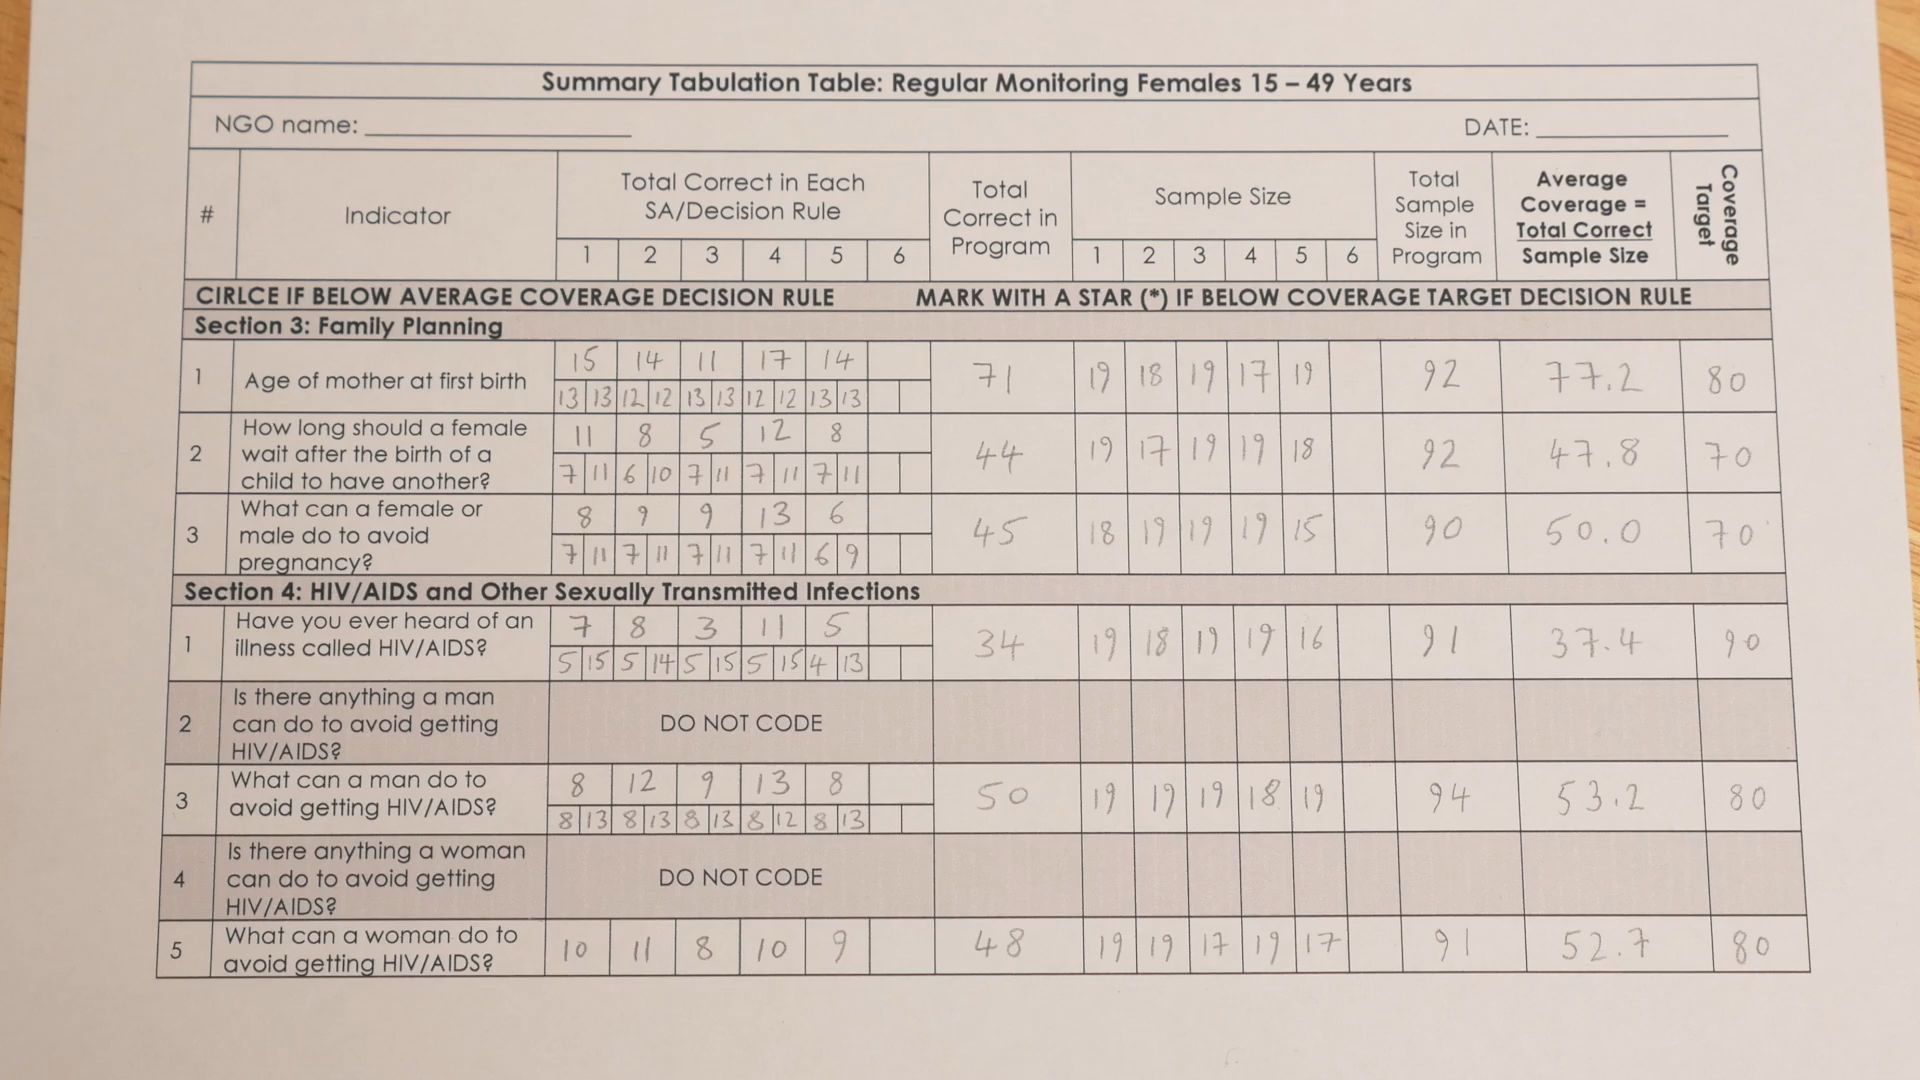 Summary Tabulation Table: Regular Monitoring Females 15 – 49 Years
NGO name: ____________ DATE: ____________
# Indicator Total Correct in Each SA/Decision Rule Total Correct in Program Sample Size Total Sample Size in Program Average Coverage = Total Correct Sample Size Coverage Target
1 2 3 4 5 6 1 2 3 4 5 6
CIRLCE IF BELOW AVERAGE COVERAGE DECISION RULE MARK WITH A STAR (*) IF BELOW COVERAGE TARGET DECISION RULE
Section 3: Family Planning
1 Age of mother at first birth 15 14 11 17 14 71 19 18 19 17 19 92 77.2 80
13 13 12 12 13 13 12 12 13 13
2 How long should a female wait after the birth of a child to have another? 11 8 5 12 8 44 19 17 19 19 18 92 47.8 70
7 11 6 10 7 11 7 11 7 11
3 What can a female or male do to avoid pregnancy? 8 9 9 13 6 45 18 19 19 19 15 90 50.0 70
7 11 7 11 7 11 7 11 6 9
Section 4: HIV/AIDS and Other Sexually Transmitted Infections
1 Have you ever heard of an illness called HIV/AIDS? 7 8 3 11 5 34 19 18 19 19 16 91 37.4 90
5 15 5 14 5 15 5 15 4 13
2 Is there anything a man can do to avoid getting HIV/AIDS? DO NOT CODE
3 What can a man do to avoid getting HIV/AIDS? 8 12 9 13 8 50 19 19 19 18 19 94 53.2 80
8 13 8 13 8 13 8 12 8 13
4 Is there anything a woman can do to avoid getting HIV/AIDS? DO NOT CODE
5 What can a woman do to avoid getting HIV/AIDS? 10 11 8 10 9 48 19 19 17 19 17 91 52.7 80